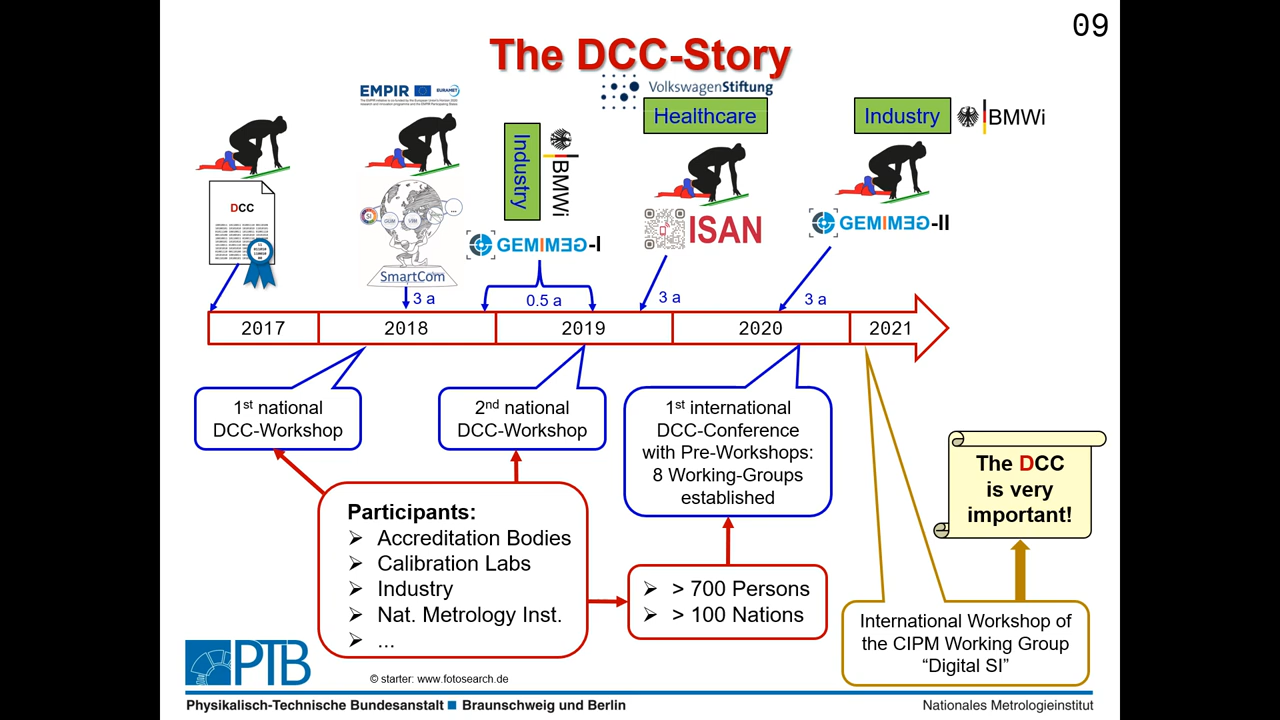 09
The DCC-Story
EMPIR
EURAMET
VolkswagenStiftung
Healthcare
Industry
BMWi
Industry
BMWi
DCC
SI
GUM
VIM
...
SmartCom
GEMIMEG-I
ISAN
GEMIMEG-II
3 a
0.5 a
3 a
3 a
2017
2018
2019
2020
2021
1st national
DCC-Workshop
2nd national
DCC-Workshop
1st international
DCC-Conference
with Pre-Workshops:
8 Working-Groups
established
The DCC
is very
important!
Participants:
➢ Accreditation Bodies
➢ Calibration Labs
➢ Industry
➢ Nat. Metrology Inst.
➢ ...
➢ > 700 Persons
➢ > 100 Nations
International Workshop of
the CIPM Working Group
“Digital SI”
PTB
© starter: www.fotosearch.de
Physikalisch-Technische Bundesanstalt ■ Braunschweig und Berlin
Nationales Metrologieinstitut